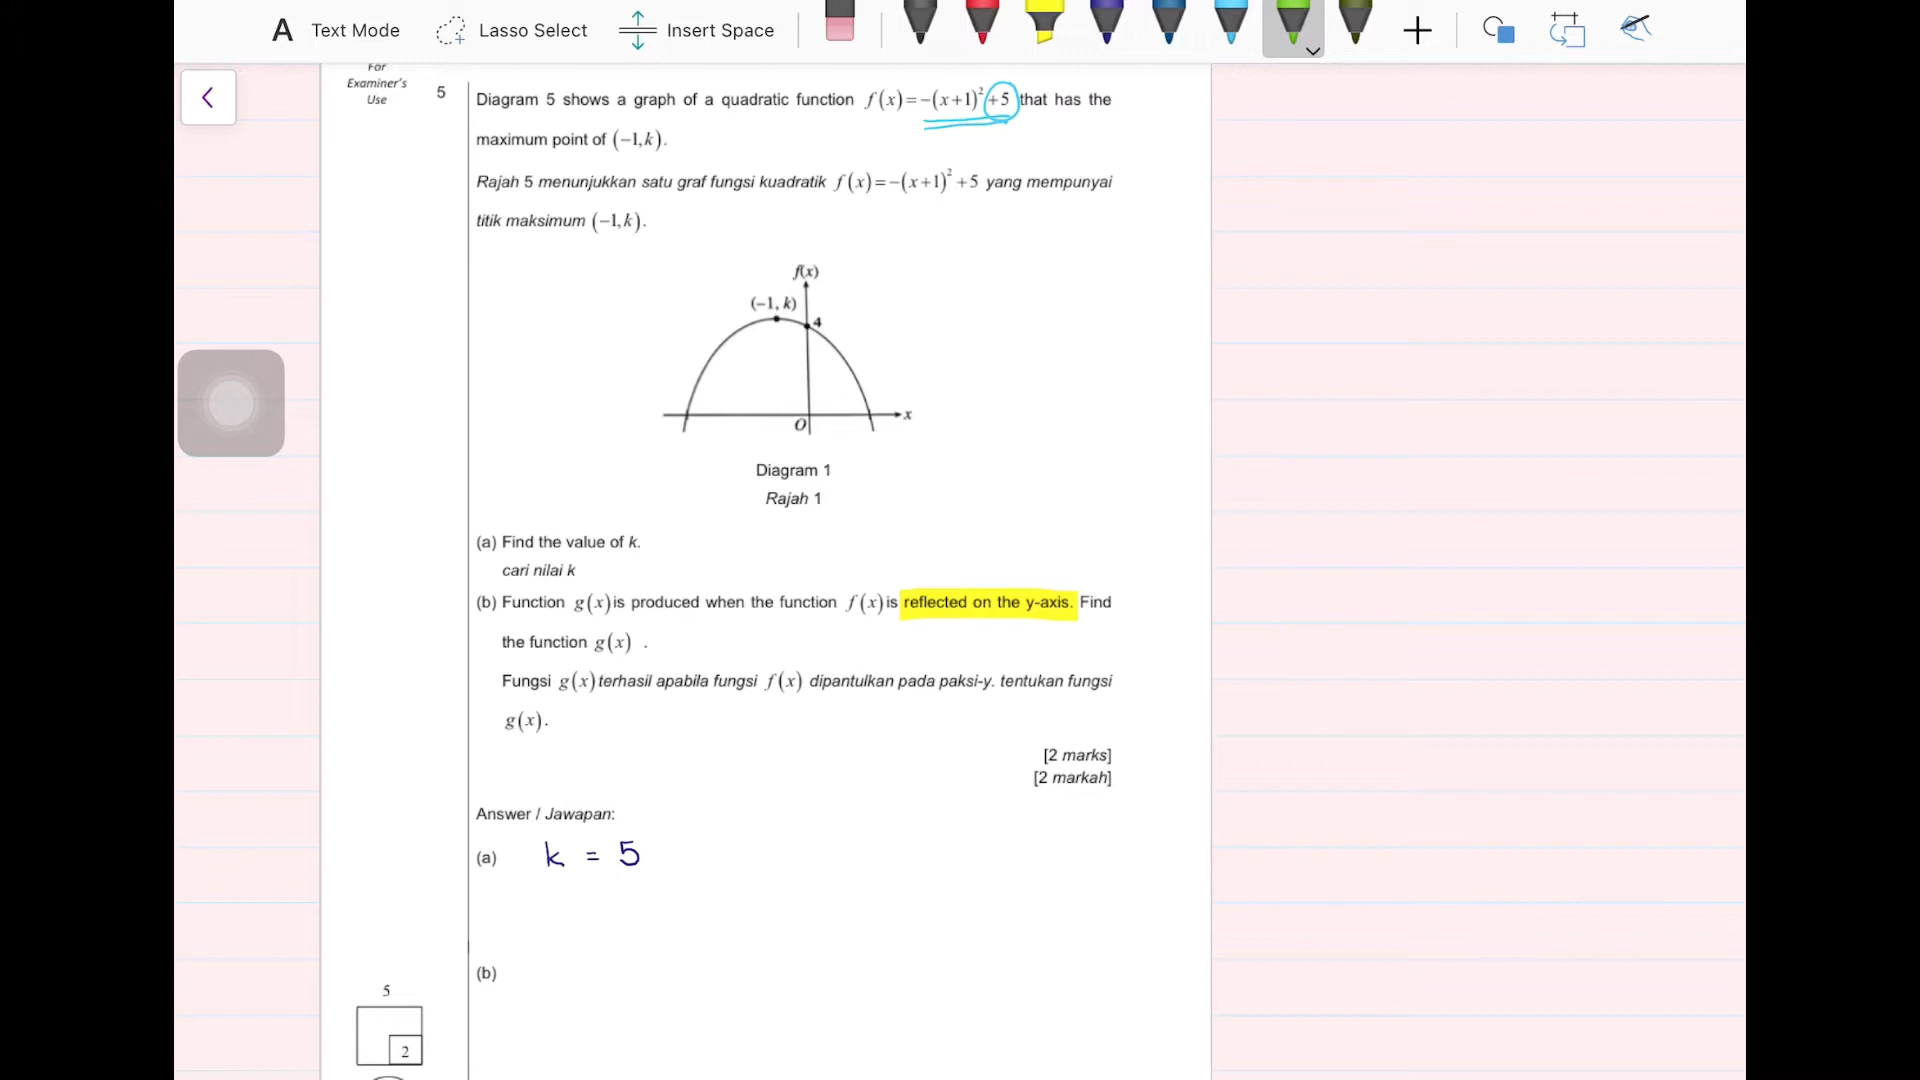 A Text Mode Lasso Select Insert Space
For
Examiner's
Use
5 Diagram 5 shows a graph of a quadratic function f(x)=−(x+1)²+5 that has the
maximum point of (−1,k).
Rajah 5 menunjukkan satu graf fungsi kuadratik f(x)=−(x+1)²+5 yang mempunyai
titik maksimum (−1,k).
f(x)
(−1, k)
4
O
x
Diagram 1
Rajah 1
(a) Find the value of k.
cari nilai k
(b) Function g(x)is produced when the function f(x)is reflected on the y-axis. Find
the function g(x) .
Fungsi g(x)terhasil apabila fungsi f(x) dipantulkan pada paksi-y. tentukan fungsi
g(x).
[2 marks]
[2 markah]
Answer / Jawapan:
(a) k = 5
(b)
5
2